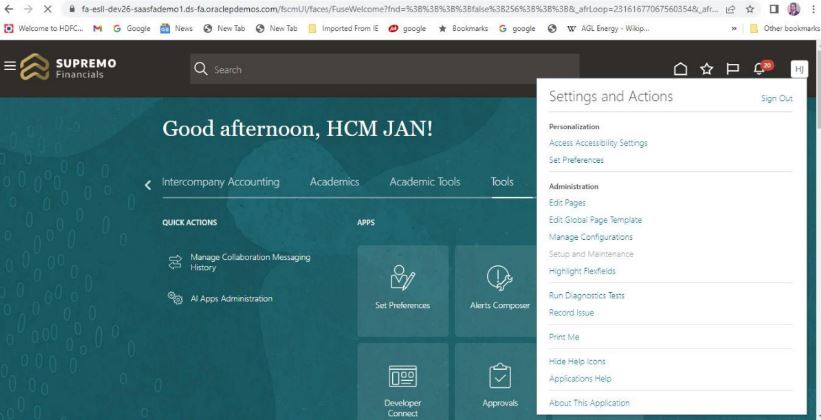 fa-esll-dev26-saasfademo1.ds-fa.oraclepdemos.com/fscmUI/faces/FuseWelcome?fnd=%3B%3B%3B%3Bfalse%3B256%3B%3B%3B&_afrLoop=2316167706756035​4&_afr...
Welcome to HDFC...
Google
News
New Tab
New Tab
Imported From IE
google
Bookmarks
google
AGL Energy - Wikip...
»
Other bookmarks
SUPREMO
Financials
Search
20
HJ
Good afternoon, HCM JAN!
Intercompany Accounting
Academics
Academic Tools
Tools
QUICK ACTIONS
Manage Collaboration Messaging
History
AI Apps Administration
APPS
Set Preferences
Alerts Composer
Developer
Connect
Approvals
Settings and Actions
Sign Out
Personalization
Access Accessibility Settings
Set Preferences
Administration
Edit Pages
Edit Global Page Template
Manage Configurations
Setup and Maintenance
Highlight Flexfields
Run Diagnostics Tests
Record Issue
Print Me
Hide Help Icons
Applications Help
About This Application